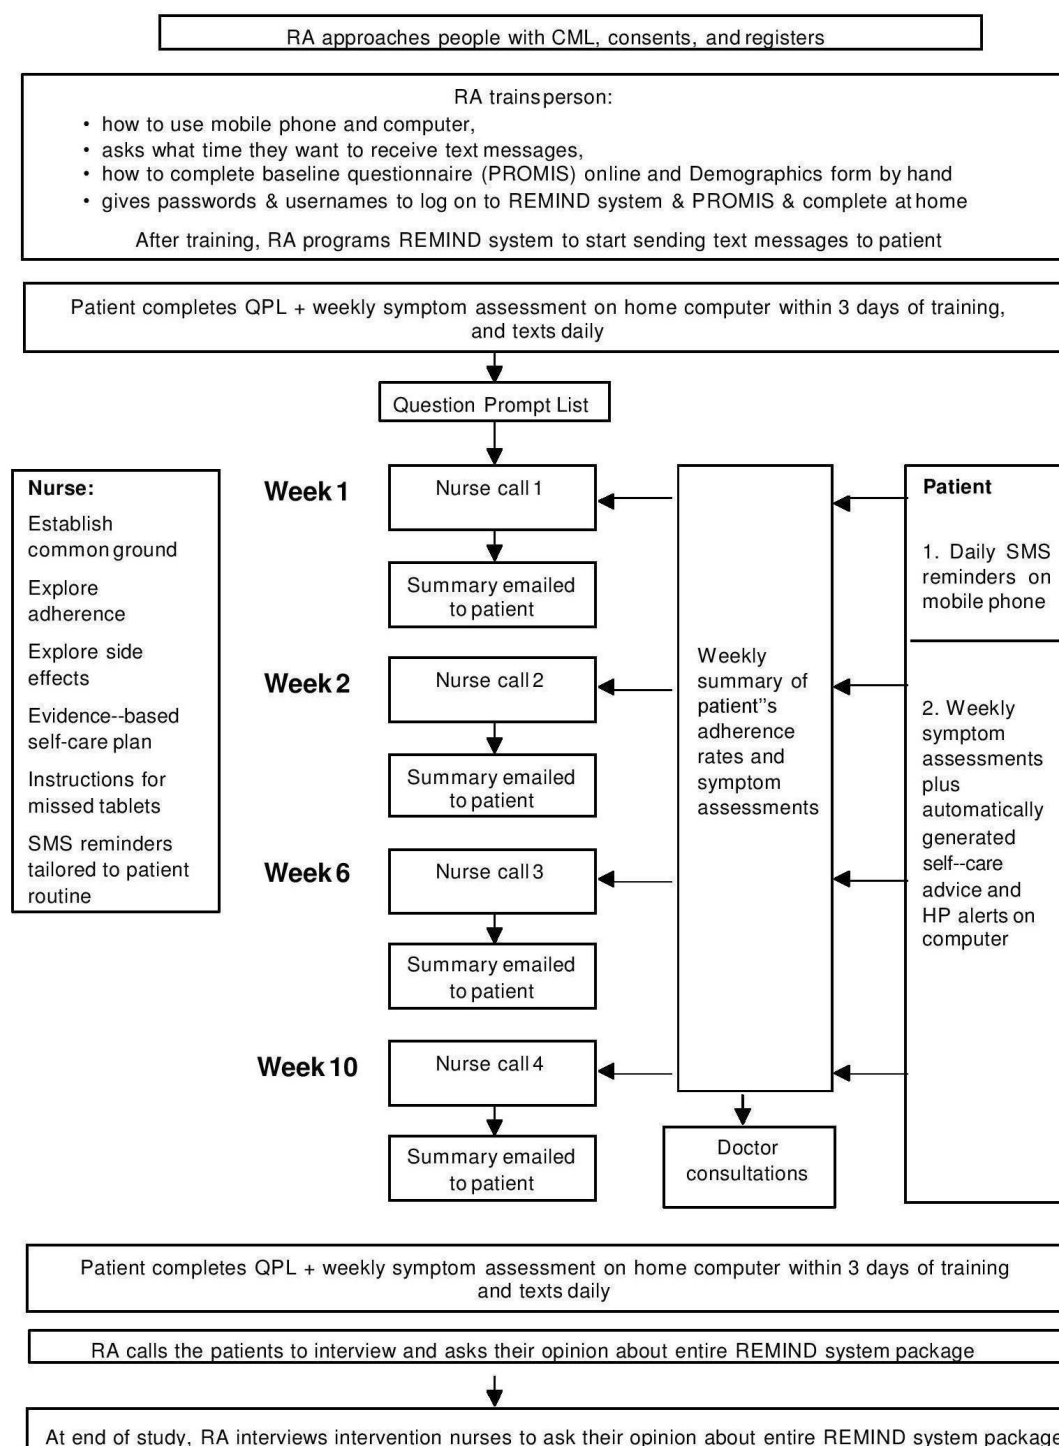 RA approaches people with CML, consents, and registers
RA trains person:
• how to use mobile phone and computer,
• asks what time they want to receive text messages,
• how to complete baseline questionnaire (PROMIS) online and Demographics form by hand
• gives passwords & usernames to log on to REMIND system & PROMIS & complete at home
After training, RA programs REMIND system to start sending text messages to patient
Patient completes QPL + weekly symptom assessment on home computer within 3 days of training,
and texts daily
Question Prompt List
Nurse:
Establish
common ground
Explore
adherence
Explore side
effects
Evidence--based
self-care plan
Instructions for
missed tablets
SMS reminders
tailored to patient
routine
Week 1
Nurse call 1
Summary emailed
to patient
Week 2
Nurse call 2
Summary emailed
to patient
Week 6
Nurse call 3
Summary emailed
to patient
Week 10
Nurse call 4
Summary emailed
to patient
Weekly
summary of
patient"s
adherence
rates and
symptom
assessments
Doctor
consultations
Patient
1. Daily SMS
reminders on
mobile phone
2. Weekly
symptom
assessments
plus
automatically
generated
self--care
advice and
HP alerts on
computer
Patient completes QPL + weekly symptom assessment on home computer within 3 days of training
and texts daily
RA calls the patients to interview and asks their opinion about entire REMIND system package
At end of study, RA interviews intervention nurses to ask their opinion about entire REMIND system package